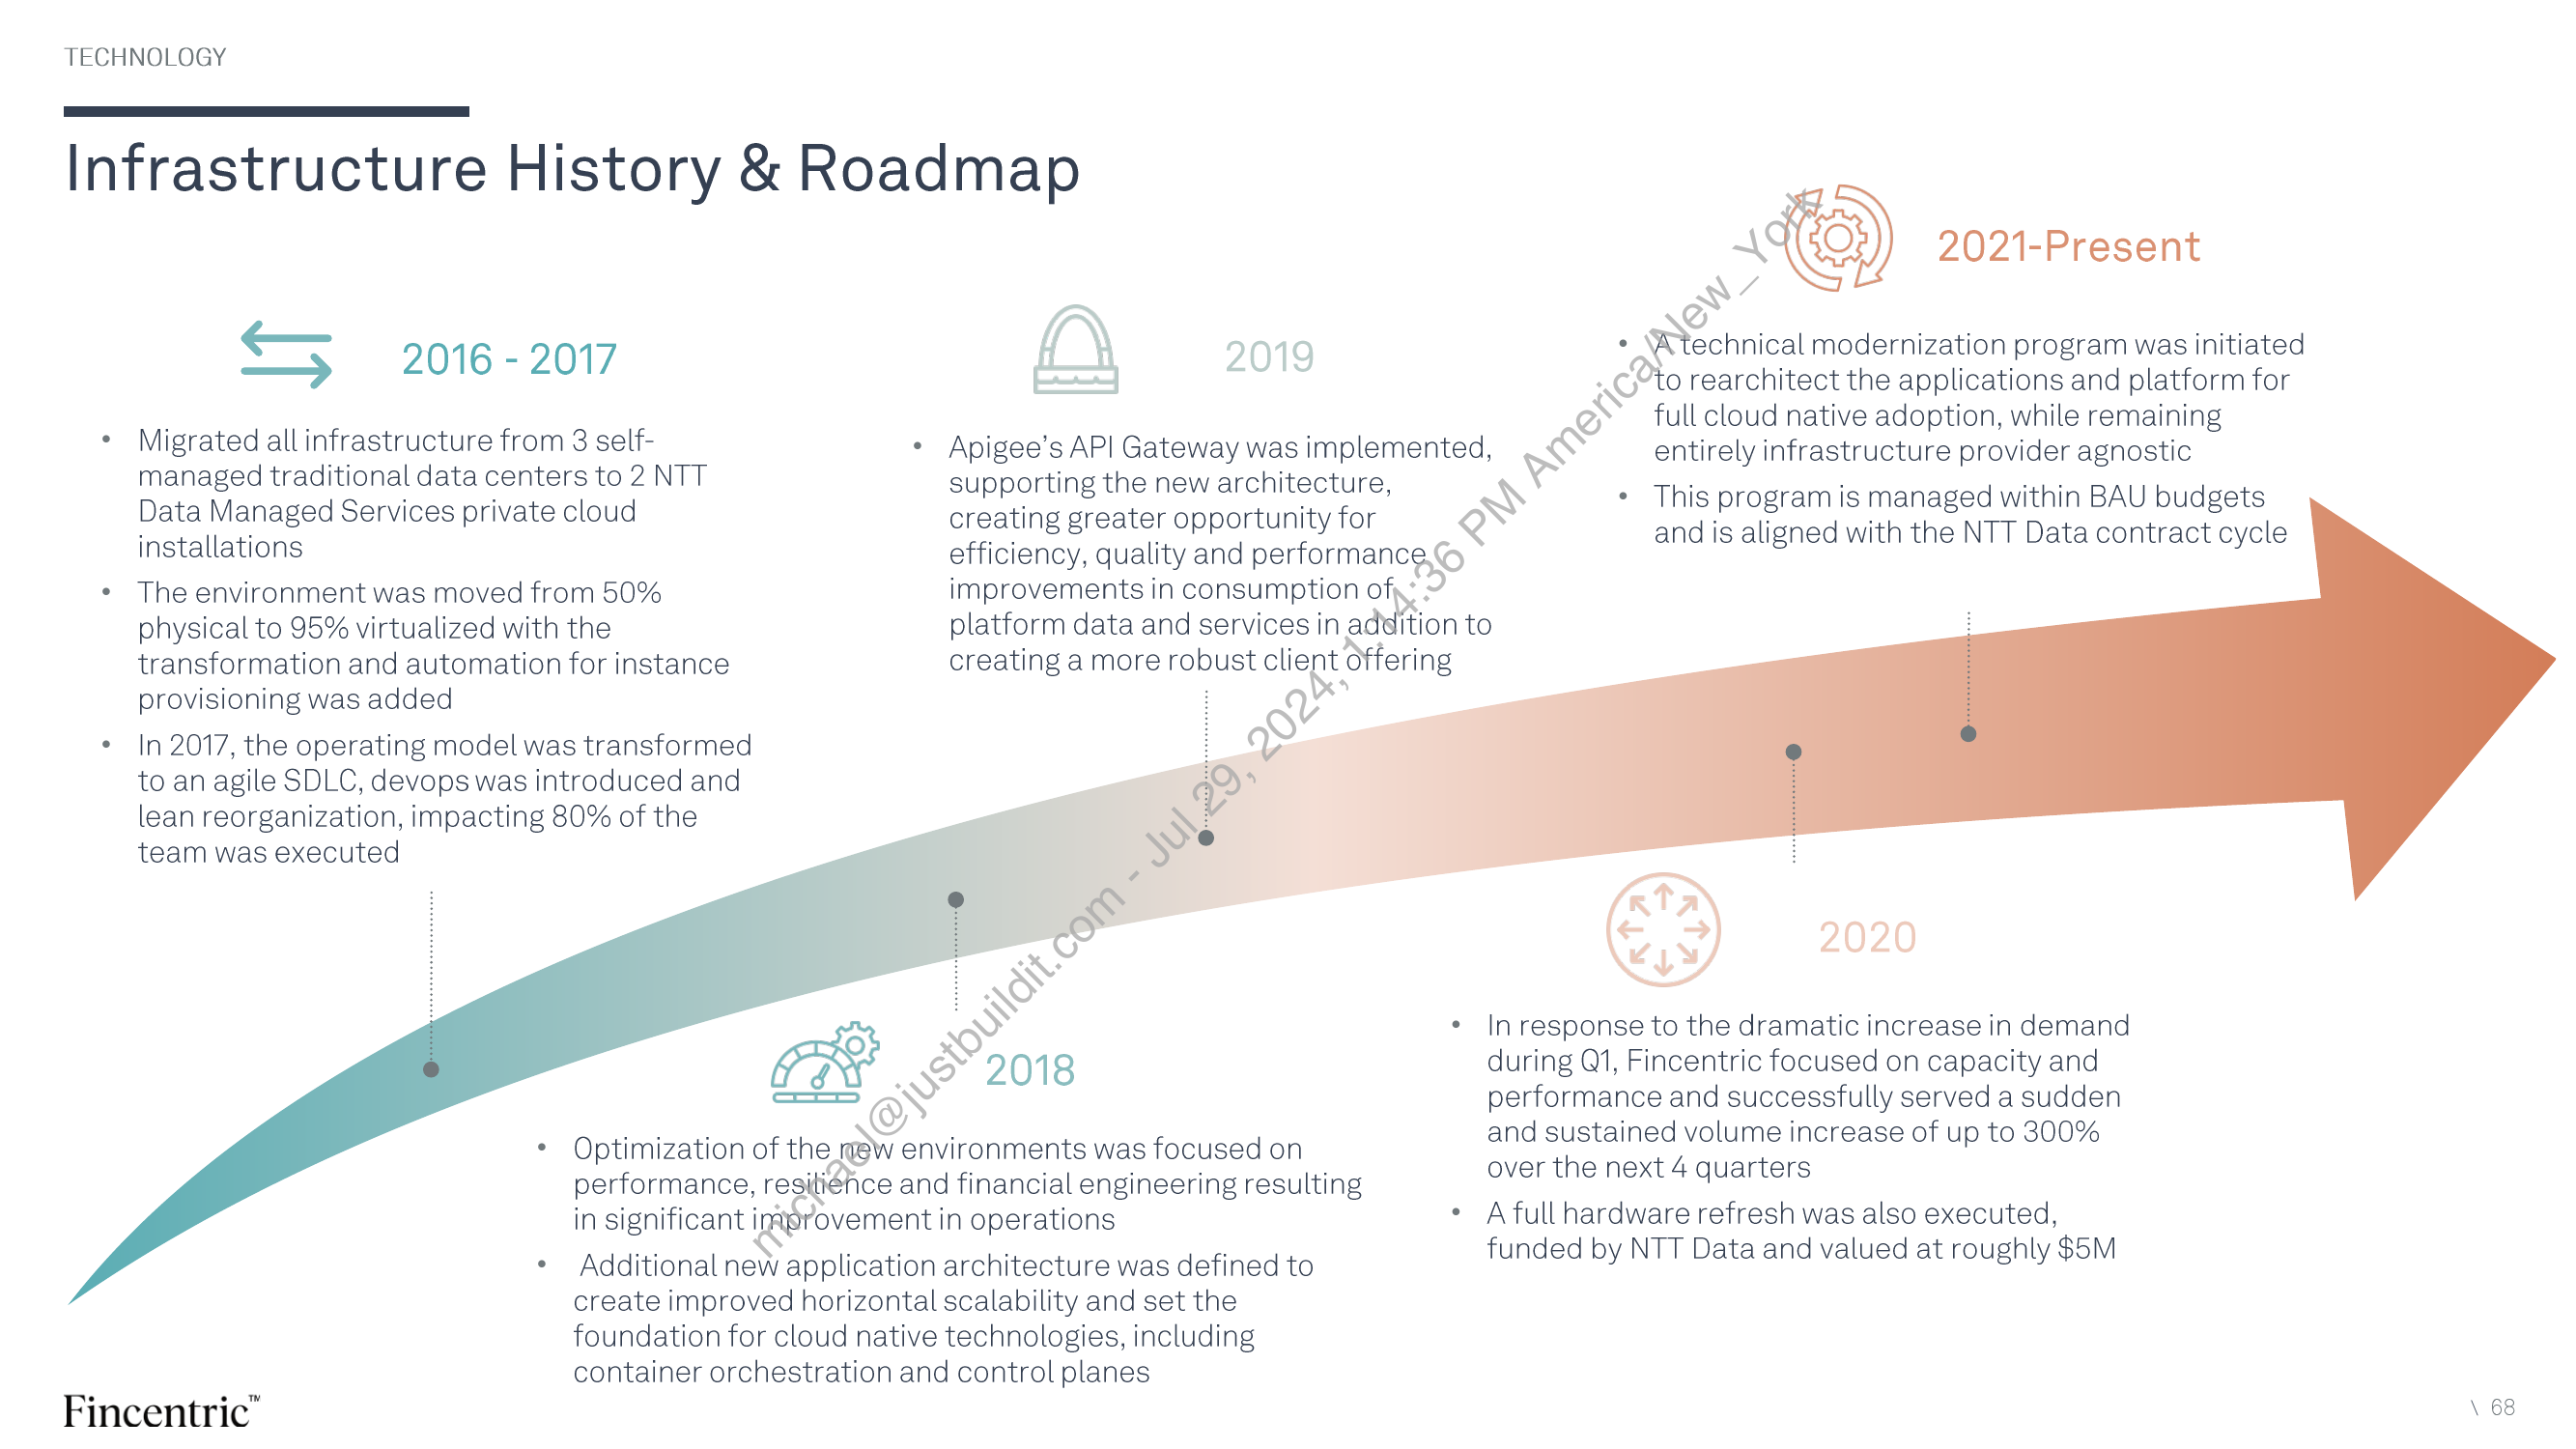 TECHNOLOGY
Infrastructure History & Roadmap
2016 - 2017
• Migrated all infrastructure from 3 self-
managed traditional data centers to 2 NTT
Data Managed Services private cloud
installations
• The environment was moved from 50%
physical to 95% virtualized with the
transformation and automation for instance
provisioning was added
• In 2017, the operating model was transformed
to an agile SDLC, devops was introduced and
lean reorganization, impacting 80% of the
team was executed
2018
• Optimization of the new environments was focused on
performance, resilience and financial engineering resulting
in significant improvement in operations
• Additional new application architecture was defined to
create improved horizontal scalability and set the
foundation for cloud native technologies, including
container orchestration and control planes
2019
• Apigee’s API Gateway was implemented,
supporting the new architecture,
creating greater opportunity for
efficiency, quality and performance
improvements in consumption of
platform data and services in addition to
creating a more robust client offering
2020
• In response to the dramatic increase in demand
during Q1, Fincentric focused on capacity and
performance and successfully served a sudden
and sustained volume increase of up to 300%
over the next 4 quarters
• A full hardware refresh was also executed,
funded by NTT Data and valued at roughly $5M
2021-Present
• A technical modernization program was initiated
to rearchitect the applications and platform for
full cloud native adoption, while remaining
entirely infrastructure provider agnostic
• This program is managed within BAU budgets
and is aligned with the NTT Data contract cycle
michael@justbuildit.com - Jul 29, 2024, 1:14:36 PM America/New_York
Fincentric™
\ 68